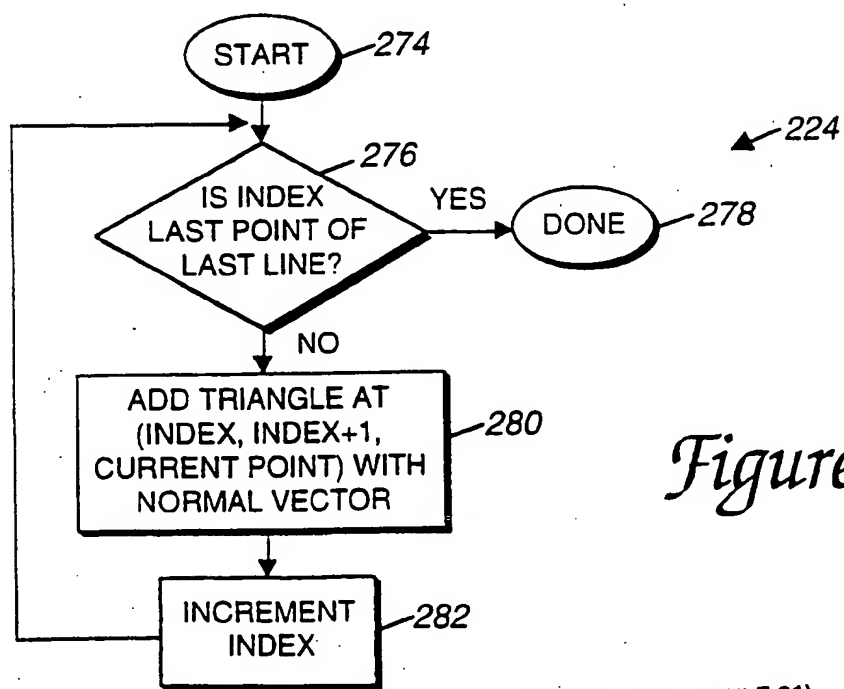 START
274
224
276
IS INDEX
LAST POINT OF
LAST LINE?
YES
DONE
278
NO
ADD TRIANGLE AT
(INDEX, INDEX+1,
CURRENT POINT) WITH
NORMAL VECTOR
280
Figure
INCREMENT
INDEX
282